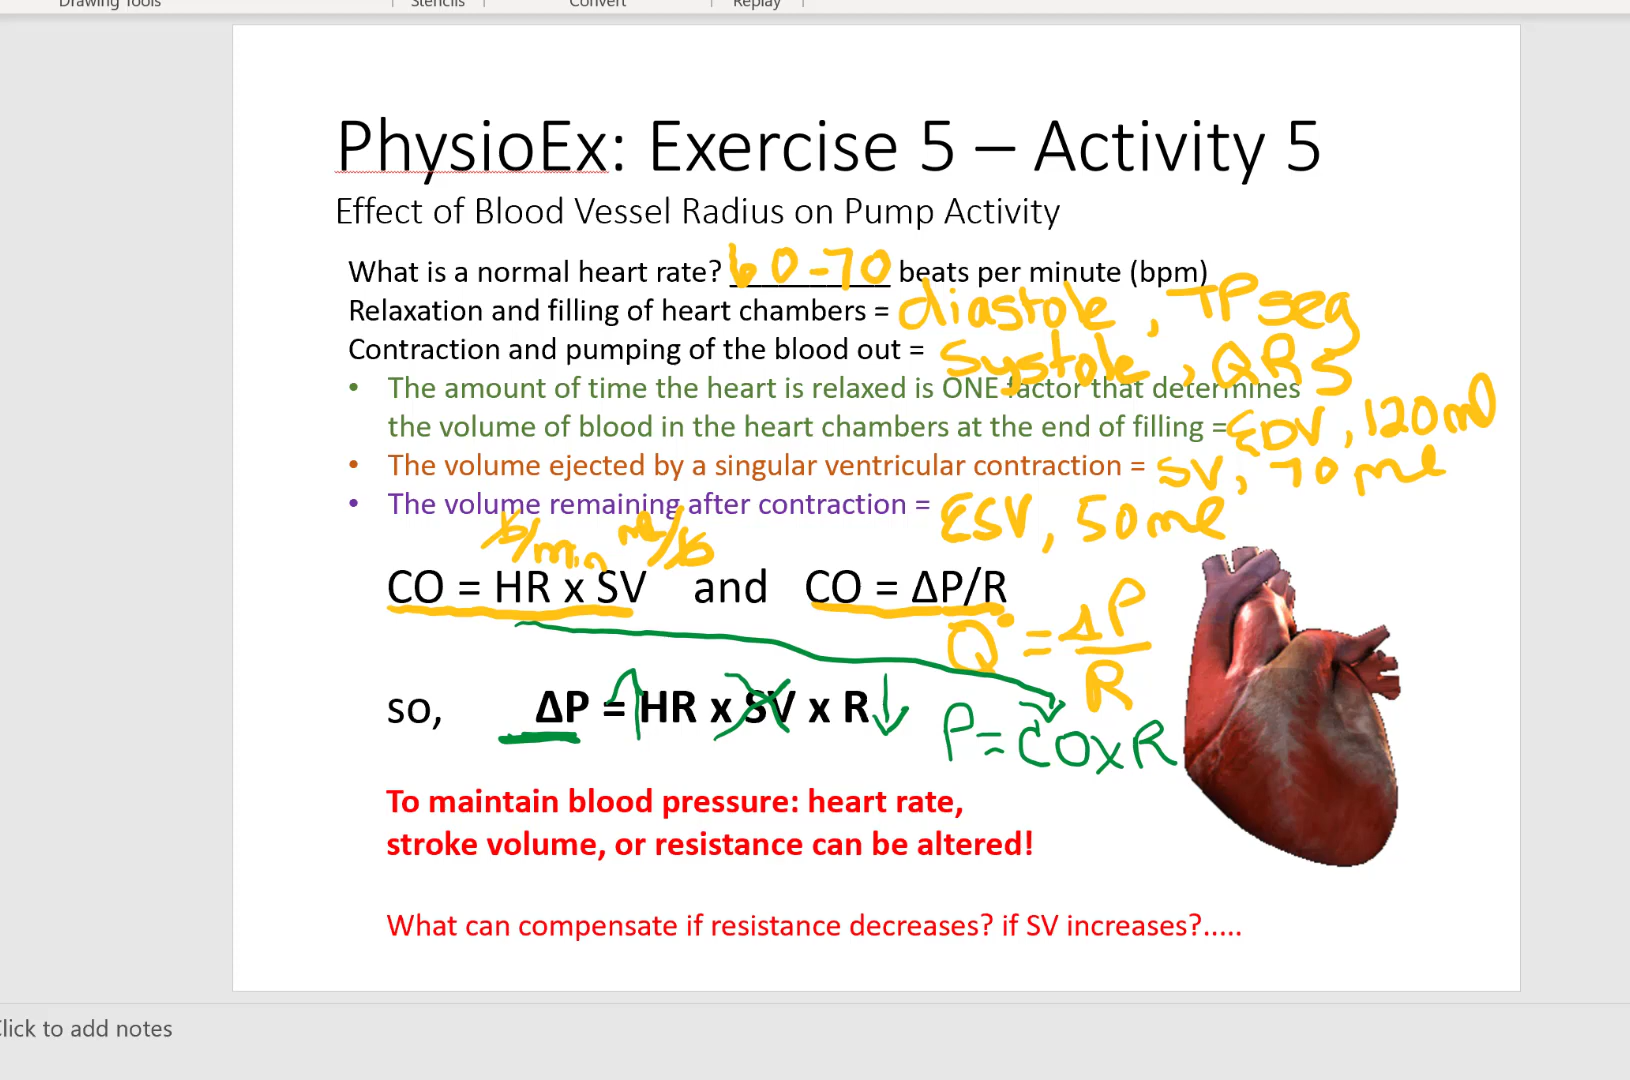 Drawing Tools Stencils Convert Replay
PhysioEx: Exercise 5 – Activity 5
Effect of Blood Vessel Radius on Pump Activity
What is a normal heart rate? 60-70 beats per minute (bpm)
Relaxation and filling of heart chambers = diastole, TP seg
Contraction and pumping of the blood out = systole, QRS
• The amount of time the heart is relaxed is ONE factor that determines
the volume of blood in the heart chambers at the end of filling = EDV, 120ml
• The volume ejected by a singular ventricular contraction = SV, 70 ml
• The volume remaining after contraction = ESV, 50ml
b/min ml/b
CO = HR x SV and CO = ΔP/R
Q = ΔP
R
so, ΔP = HR x SV x R P = CO x R
To maintain blood pressure: heart rate,
stroke volume, or resistance can be altered!
What can compensate if resistance decreases? if SV increases?.....
Click to add notes